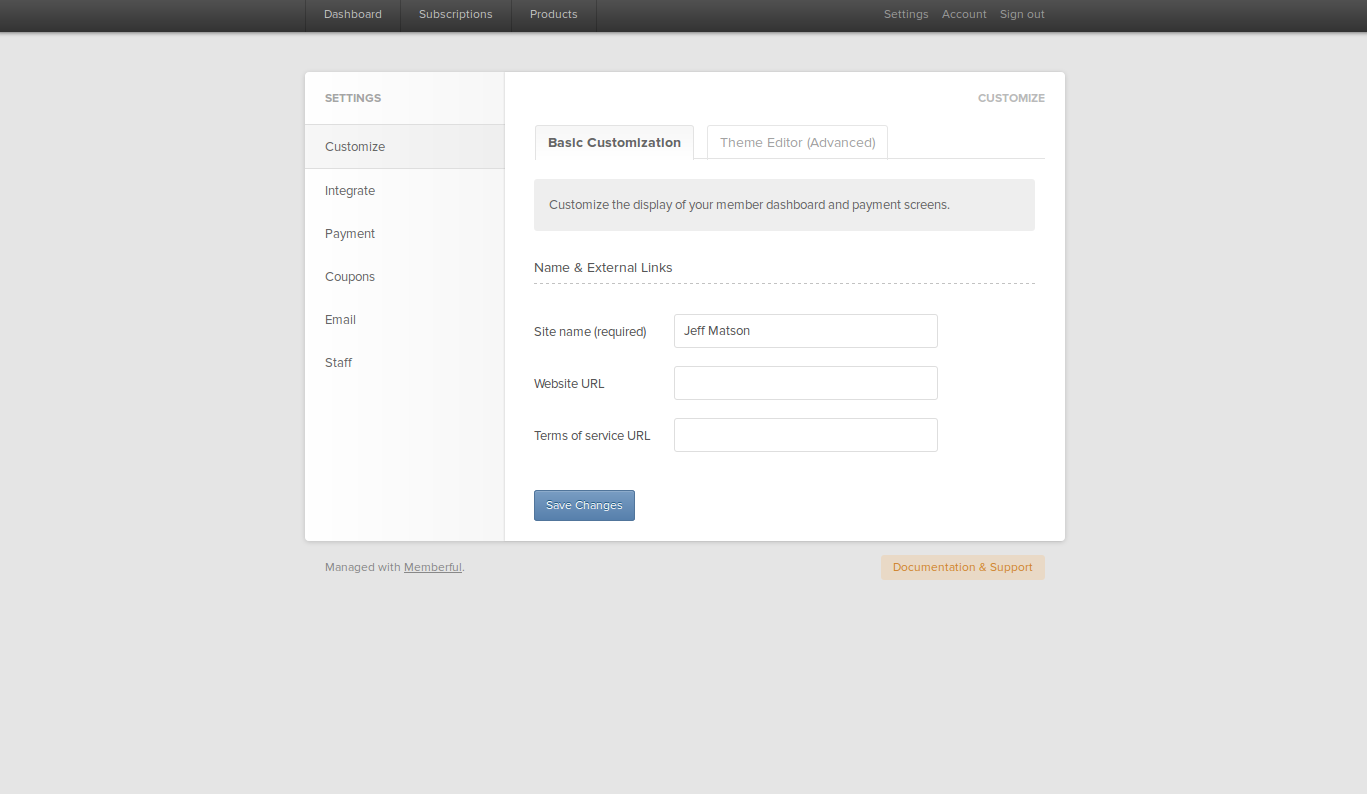 Dashboard Subscriptions Products Settings Account Sign out
SETTINGS
Customize
Integrate
Payment
Coupons
Email
Staff
CUSTOMIZE
Basic Customization Theme Editor (Advanced)
Customize the display of your member dashboard and payment screens.
Name & External Links
Site name (required) Jeff Matson
Website URL
Terms of service URL
Save Changes
Managed with Memberful. Documentation & Support